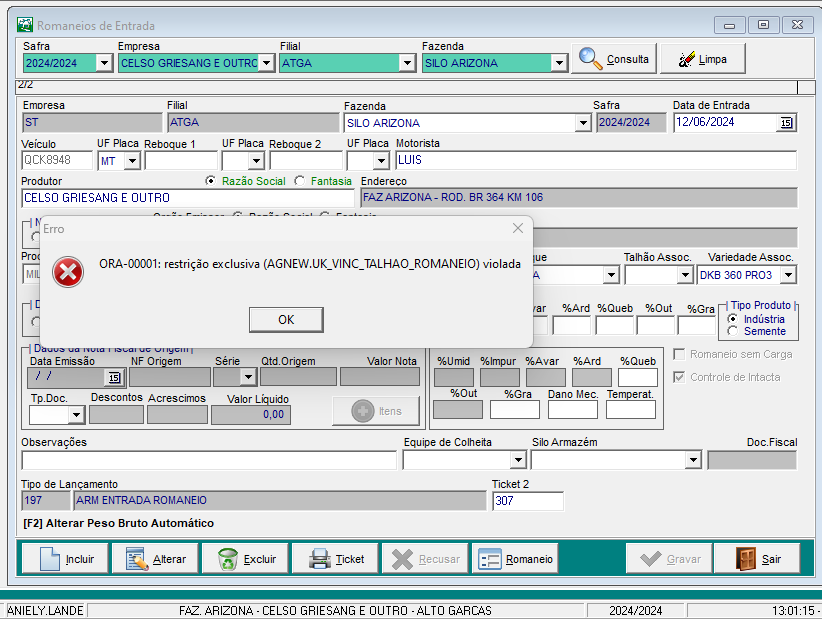 Romaneios de Entrada
Safra Empresa Filial Fazenda
2024/2024 CELSO GRIESANG E OUTRO ATGA SILO ARIZONA Consulta Limpa
2/2
Empresa Filial Fazenda Safra Data de Entrada
ST ATGA SILO ARIZONA 2024/2024 12/06/2024 15
Veículo UF Placa Reboque 1 UF Placa Reboque 2 UF Placa Motorista
QCK8948 MT LUIS
Produtor Razão Social Fantasia Endereco
CELSO GRIESANG E OUTRO FAZ ARIZONA - ROD. BR 364 KM 106
Erro
ORA-00001: restrição exclusiva (AGNEW.UK_VINC_TALHAO_ROMANEIO) violada
OK
Talhão Assoc. Variedade Assoc.
DKB 360 PRO3
%Ard %Queb %Out %Gra Tipo Produto
Indústria
Semente
Dados da Nota Fiscal de Origem
Data Emissão NF Origem Série Qtd.Origem Valor Nota %Umid %Impur %Avar %Ard %Queb Romaneio sem Carga
/ / 15 Controle de Intacta
Tp.Doc. Descontos Acrescimos Valor Líquido %Out %Gra Dano Mec. Temperat.
0,00 Itens
Observações Equipe de Colheita Silo Armazém Doc.Fiscal
Tipo de Lançamento Ticket 2
197 ARM ENTRADA ROMANEIO 307
[F2] Alterar Peso Bruto Automático
Incluir Alterar Excluir Ticket Recusar Romaneio Gravar Sair
ANIELY.LANDE FAZ. ARIZONA - CELSO GRIESANG E OUTRO - ALTO GARCAS 2024/2024 13:01:15 -